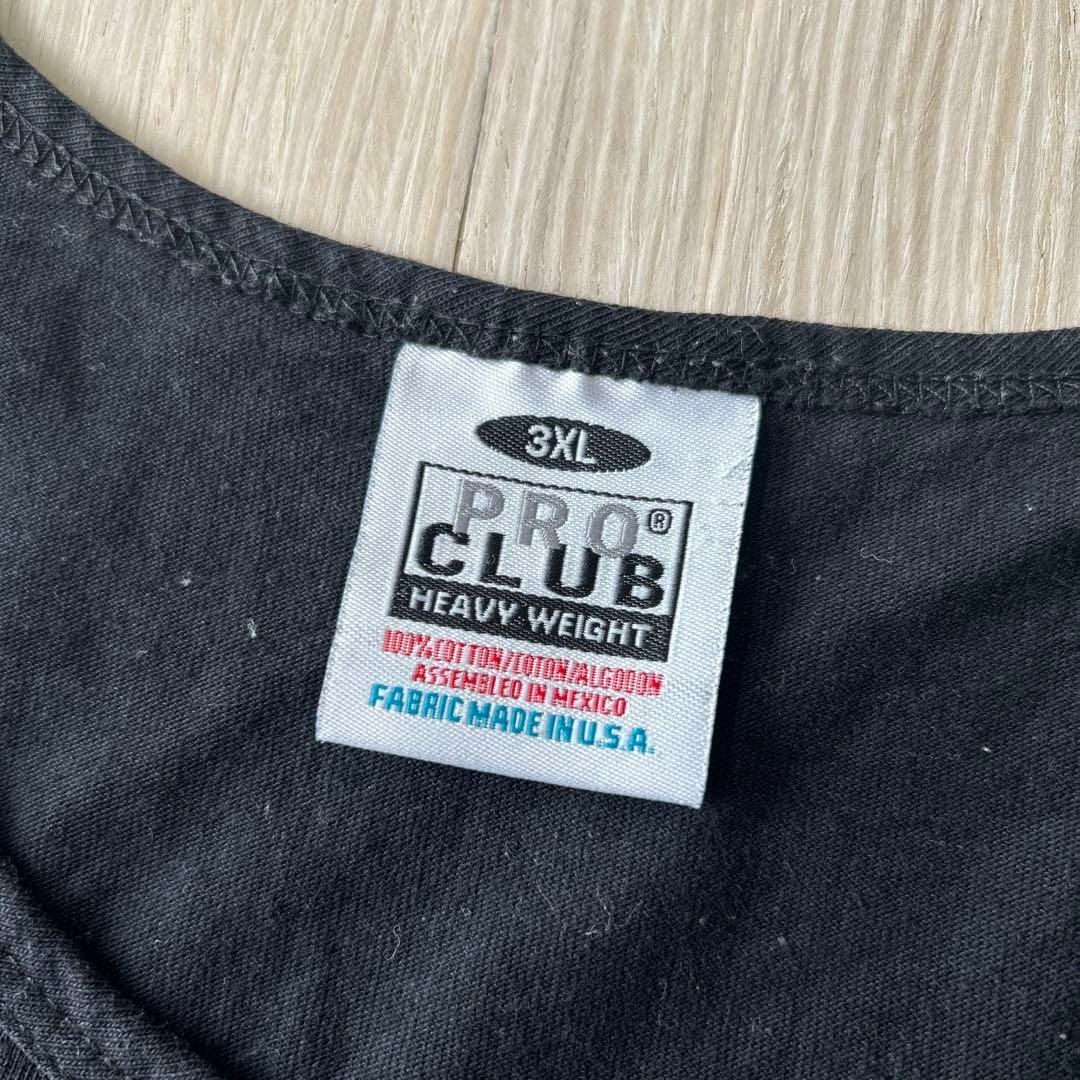 3XL
PRO®
CLUB
HEAVY WEIGHT
100% COTTON/COTON/ALGODON
ASSEMBLED IN MEXICO
FABRIC MADE IN U.S.A.